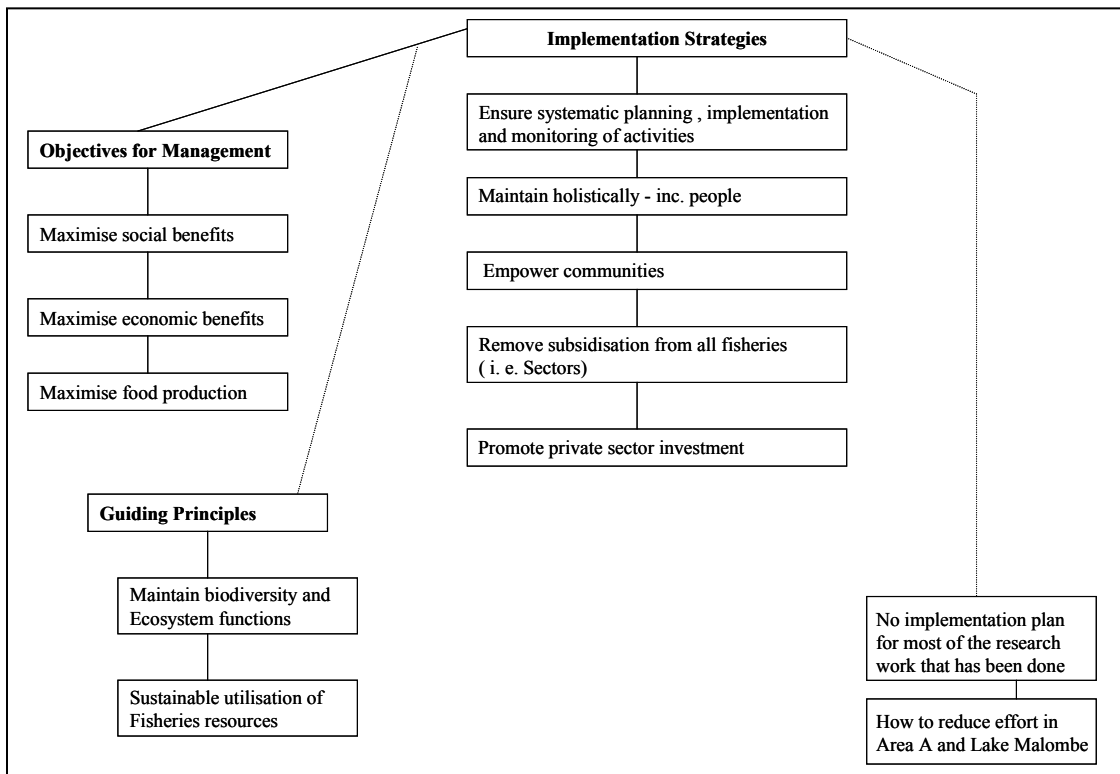 Implementation Strategies
Ensure systematic planning , implementation
and monitoring of activities
Maintain holistically - inc. people
Empower communities
Remove subsidisation from all fisheries
( i. e. Sectors)
Promote private sector investment
Objectives for Management
Maximise social benefits
Maximise economic benefits
Maximise food production
Guiding Principles
Maintain biodiversity and
Ecosystem functions
Sustainable utilisation of
Fisheries resources
No implementation plan
for most of the research
work that has been done
How to reduce effort in
Area A and Lake Malombe